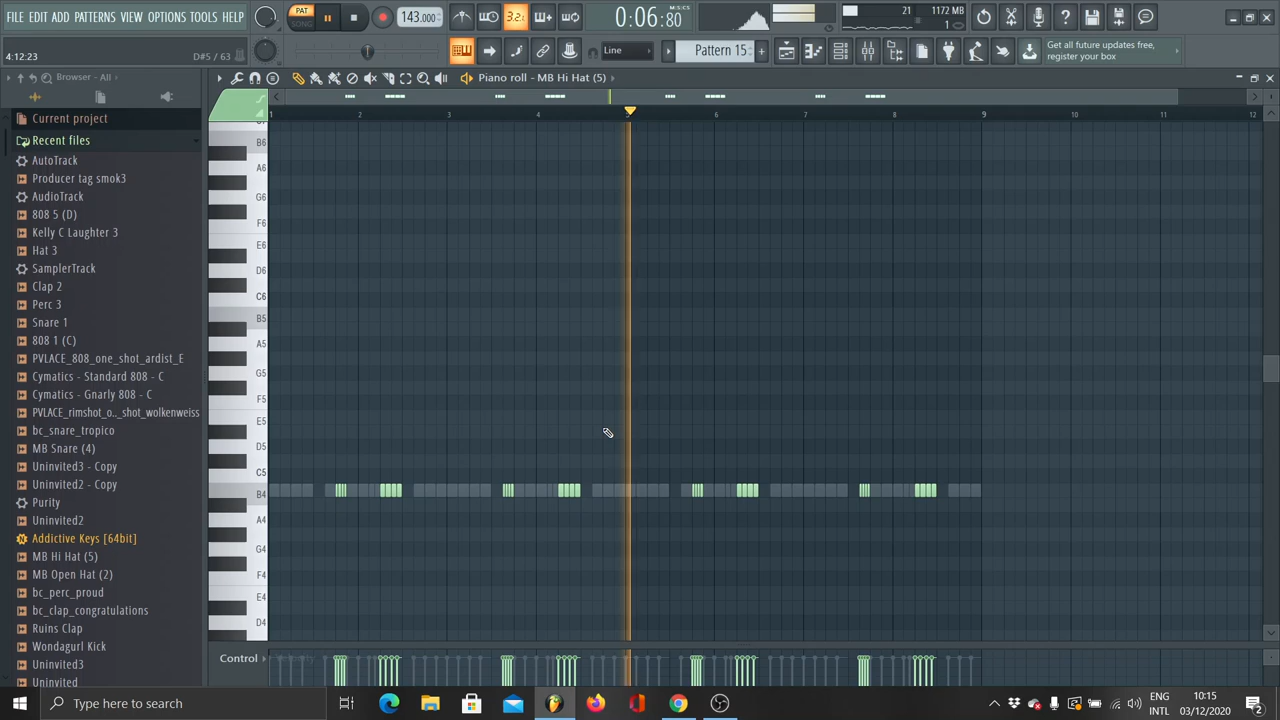 FILE EDIT ADD PATTERNS VIEW OPTIONS TOOLS HELP
PAT
SONG
143.000
3.2.
0:06:80
M:S:CS
21
1172 MB
1
4:12:23
D#5 / 63
Line
Pattern 15
Get all future updates free,
register your box
Browser - All
Piano roll - MB Hi Hat (5)
Current project
Recent files
AutoTrack
Producer tag smok3
AudioTrack
808 5 (D)
Kelly C Laughter 3
Hat 3
SamplerTrack
Clap 2
Perc 3
Snare 1
808 1 (C)
PVLACE_808_one_shot_ardist_E
Cymatics - Standard 808 - C
Cymatics - Gnarly 808 - C
PVLACE_rimshot_o.._shot_wolkenweiss
bc_snare_tropico
MB Snare (4)
Uninvited3 - Copy
Uninvited2 - Copy
Purity
Uninvited2
Addictive Keys [64bit]
MB Hi Hat (5)
MB Open Hat (2)
bc_perc_proud
bc_clap_congratulations
Ruins Clap
Wondagurl Kick
Uninvited3
Uninvited
1 2 3 4 5 6 7 8 9 10 11 12
B6
A6
G6
F6
E6
D6
C6
B5
A5
G5
F5
E5
D5
C5
B4
A4
G4
F4
E4
D4
Control
Type here to search
ENG
INTL
10:15
03/12/2020
2